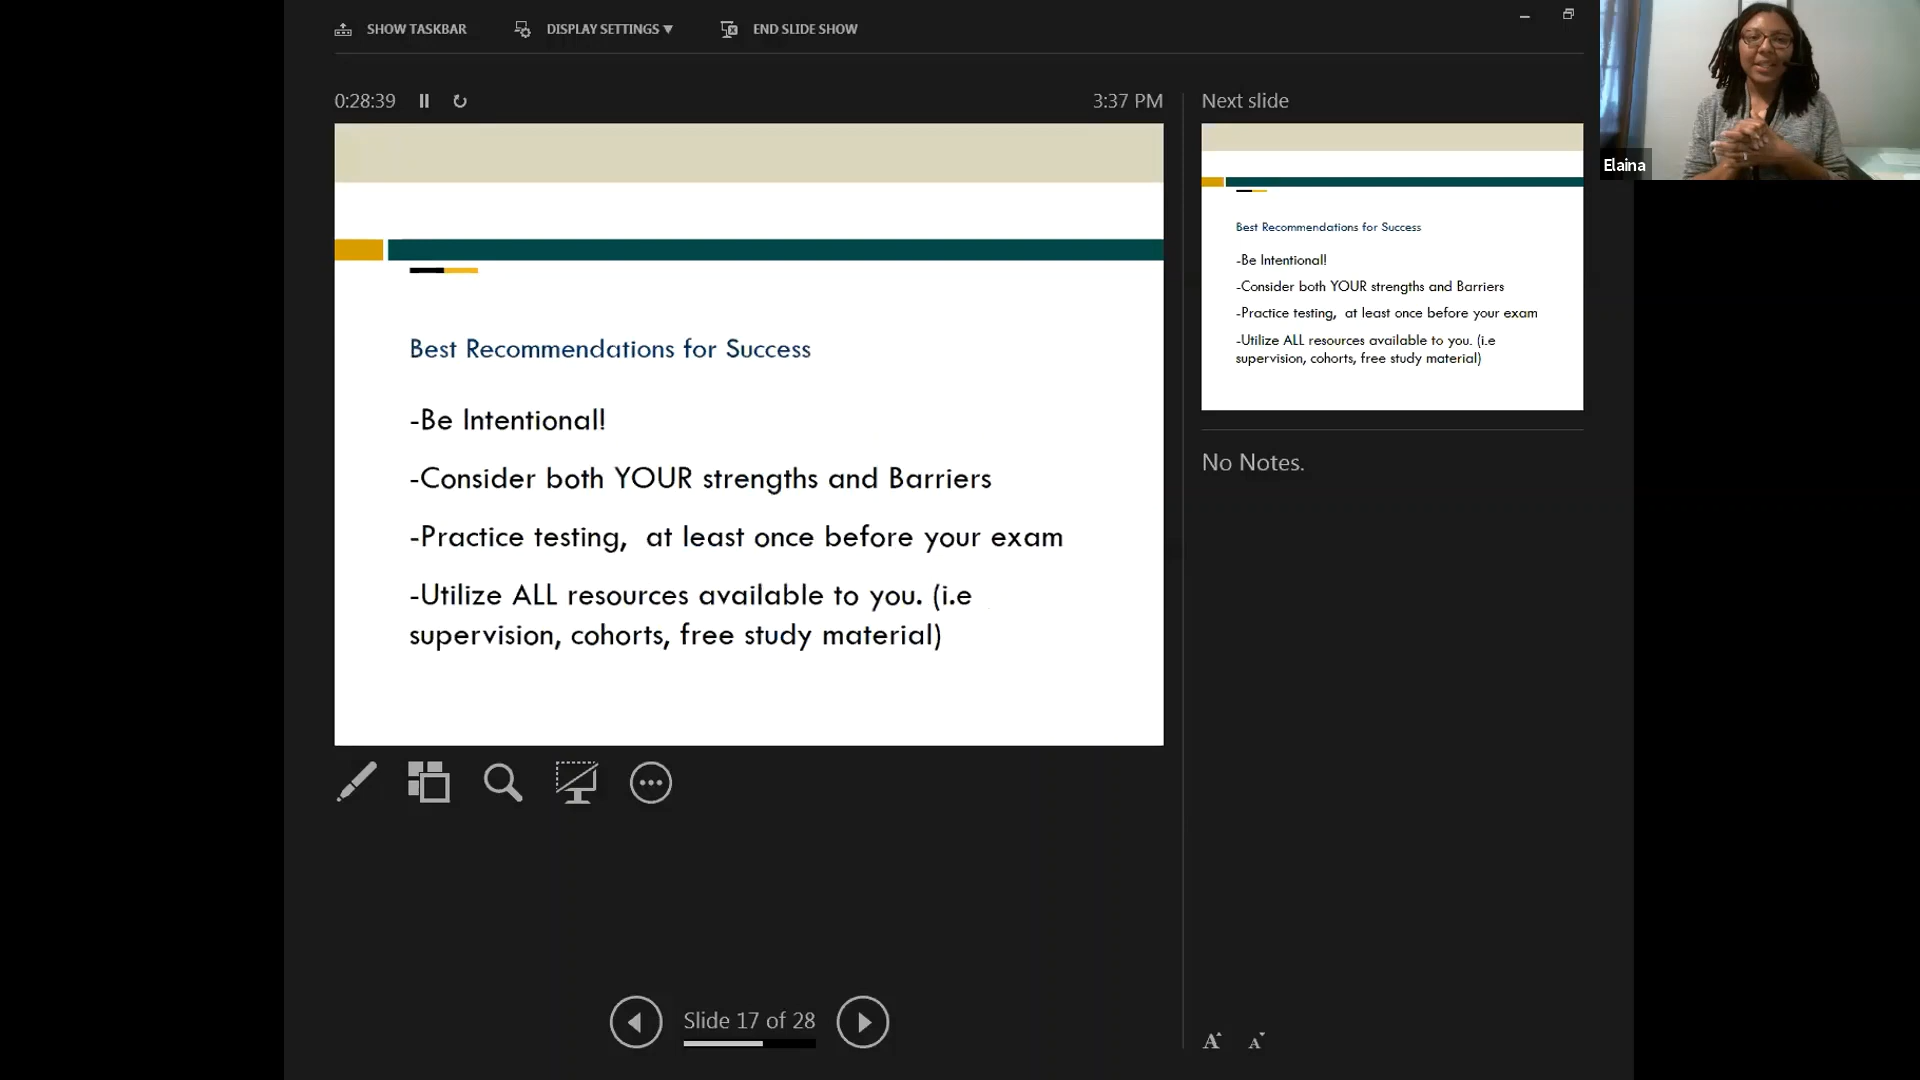 SHOW TASKBAR
DISPLAY SETTINGS ▼
END SLIDE SHOW
0:28:39
3:37 PM
Best Recommendations for Success
-Be Intentional!
-Consider both YOUR strengths and Barriers
-Practice testing,  at least once before your exam
-Utilize ALL resources available to you. (i.e
supervision, cohorts, free study material)
Slide 17 of 28
Next slide
Best Recommendations for Success
-Be Intentional!
-Consider both YOUR strengths and Barriers
-Practice testing,  at least once before your exam
-Utilize ALL resources available to you. (i.e
supervision, cohorts, free study material)
No Notes.
A A
Elaina